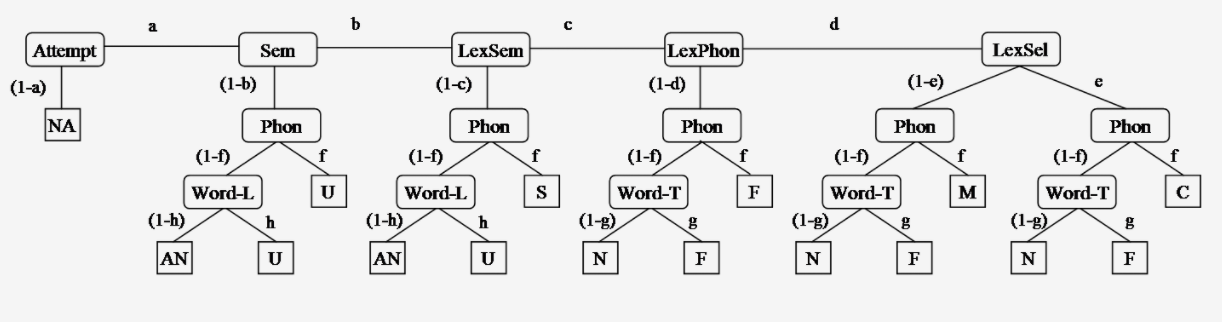 a b c d
Attempt Sem LexSem LexPhon LexSel
(1-a) (1-b) (1-c) (1-d) (1-e) e
NA Phon Phon Phon Phon Phon
(1-f) f (1-f) f (1-f) f (1-f) f (1-f) f
Word-L U Word-L S Word-T F Word-T M Word-T C
(1-h) h (1-h) h (1-g) g (1-g) g (1-g) g
AN U AN U N F N F N F